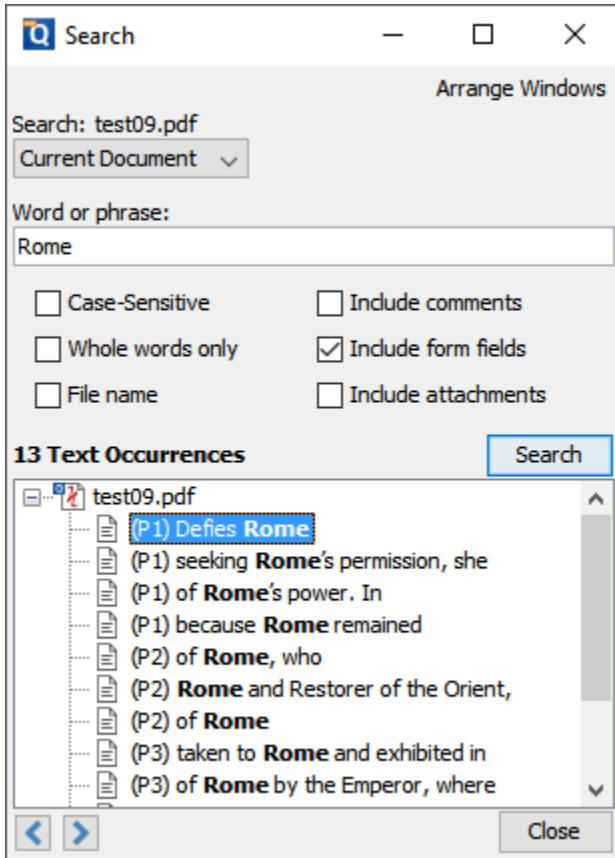 Search
Arrange Windows
Search: test09.pdf
Current Document
Word or phrase:
Rome
Case-Sensitive
Include comments
Whole words only
Include form fields
File name
Include attachments
13 Text Occurrences
Search
test09.pdf
(P1) Defies Rome
(P1) seeking Rome’s permission, she
(P1) of Rome’s power. In
(P1) because Rome remained
(P2) of Rome, who
(P2) Rome and Restorer of the Orient,
(P2) of Rome
(P3) taken to Rome and exhibited in
(P3) of Rome by the Emperor, where
Close